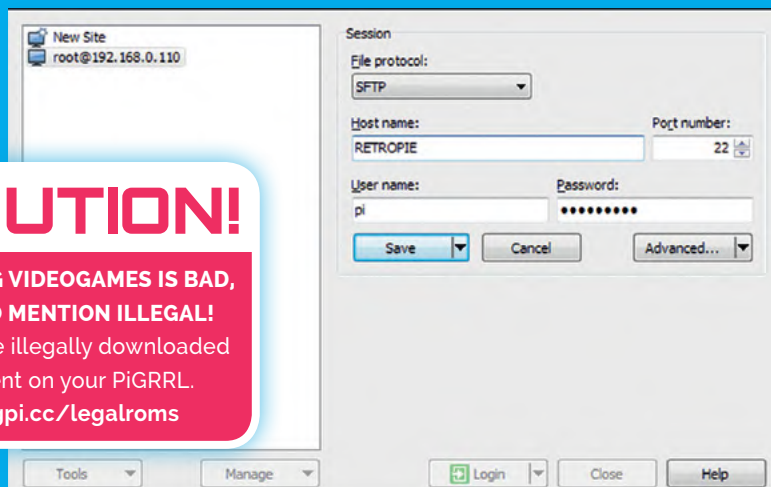 New Site
root@192.168.0.110
Session
File protocol:
SFTP
Host name:
Port number:
RETROPIE
22
User name:
Password:
pi
•••••••••
Save
Cancel
Advanced...
UTION!
G VIDEOGAMES IS BAD,
MENTION ILLEGAL!
illegally downloaded
nt on your PiGRRL.
gpi.cc/legalroms
Tools
Manage
Login
Close
Help